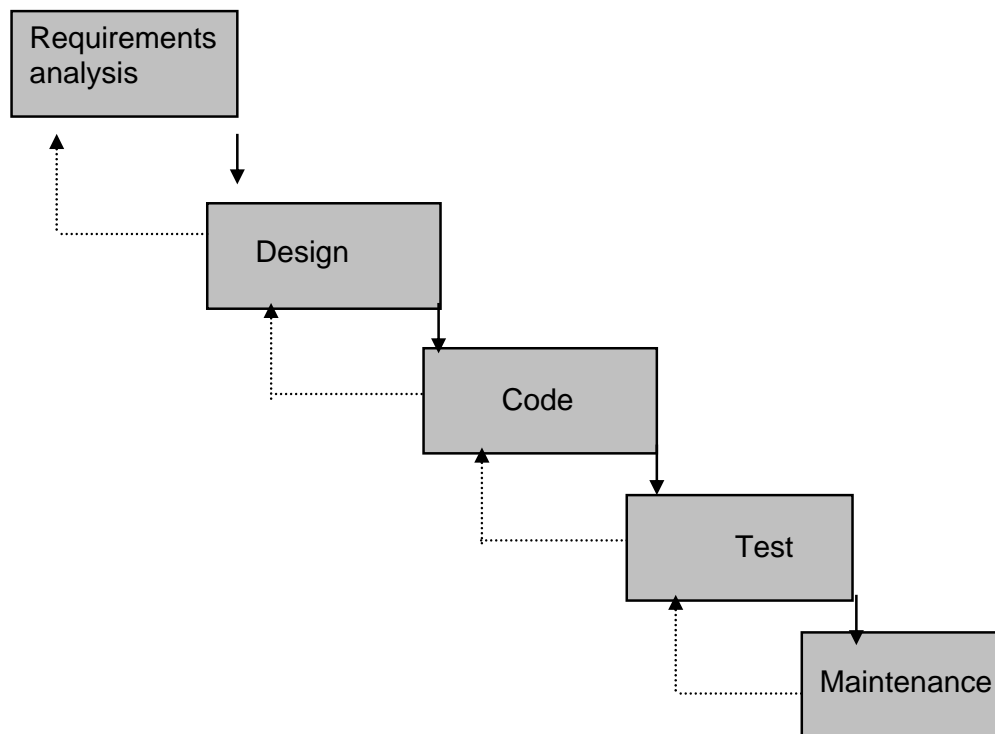 Requirements
analysis
Design
Code
Test
Maintenance